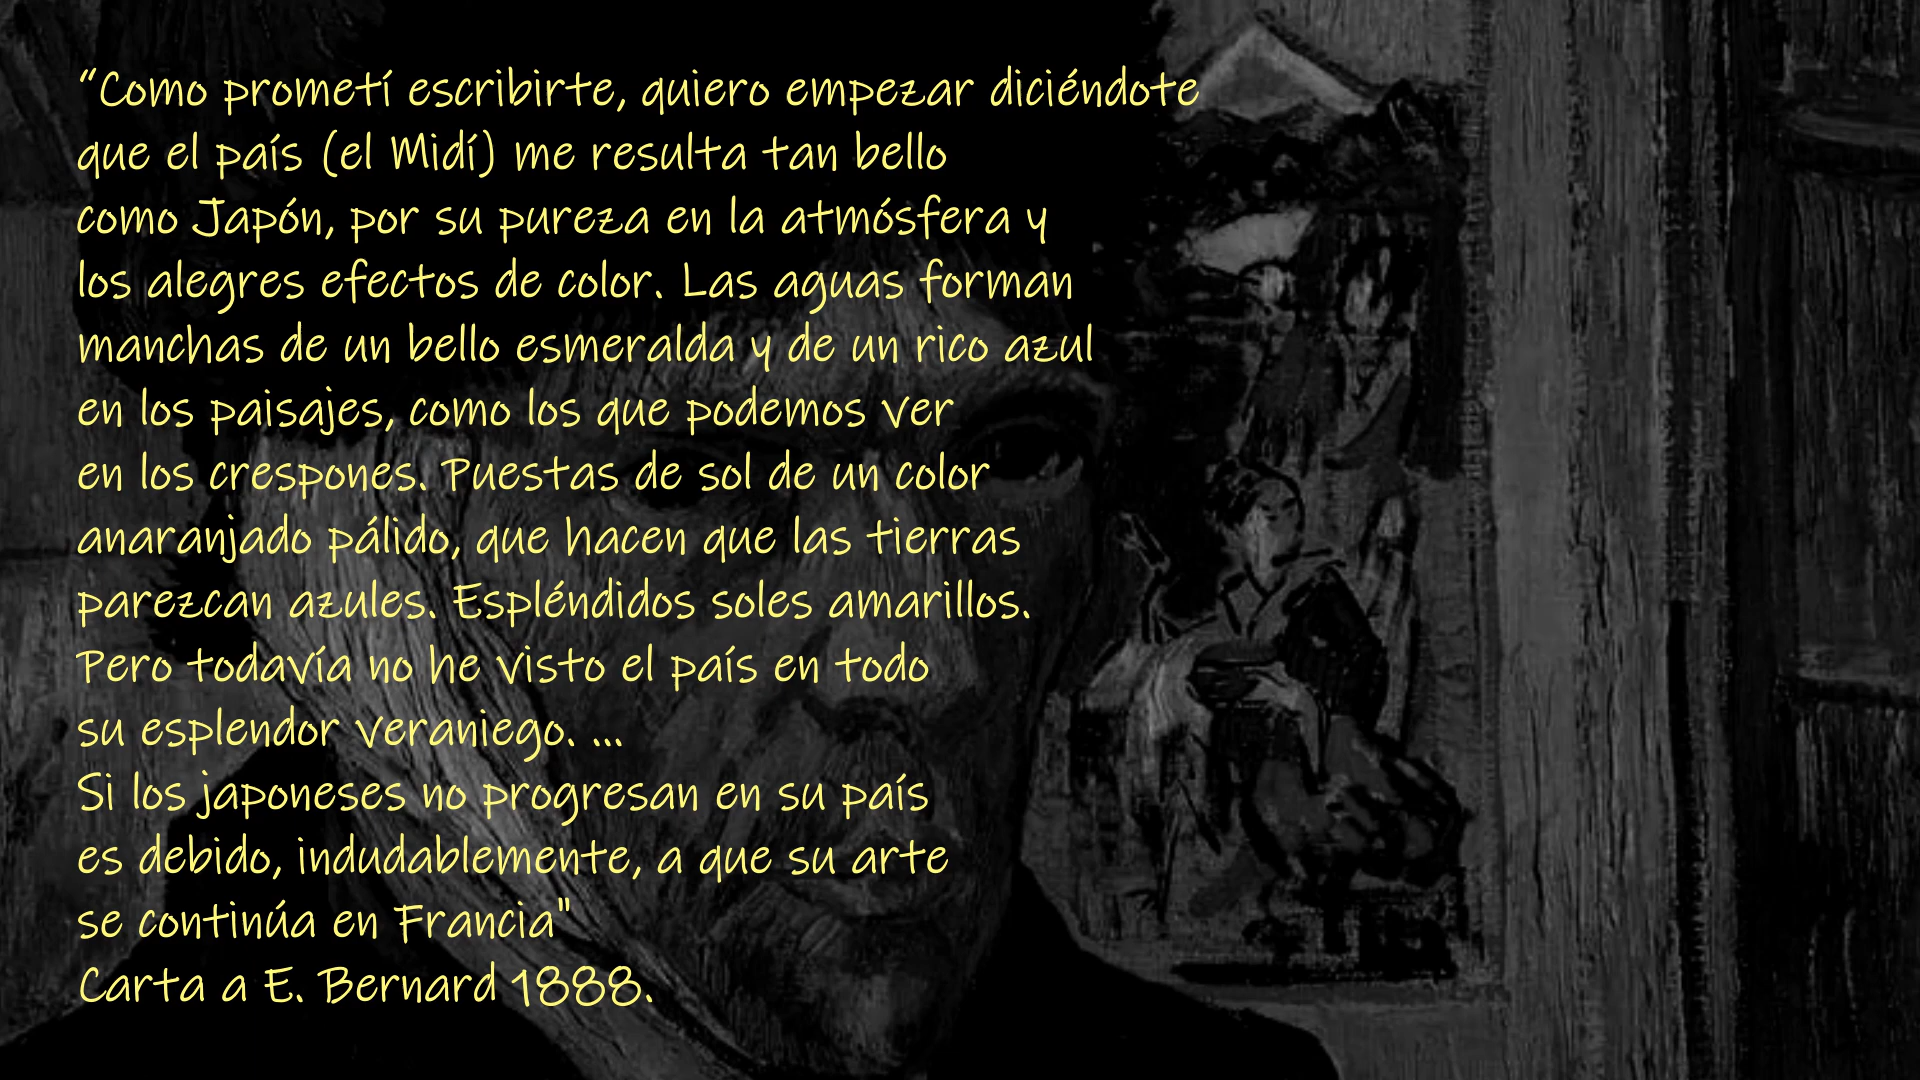 “Como prometí escribirte, quiero empezar diciéndote
que el país (el Midí) me resulta tan bello
como Japón, por su pureza en la atmósfera y
los alegres efectos de color. Las aguas forman
manchas de un bello esmeralda y de un rico azul
en los paisajes, como los que podemos ver
en los crespones. Puestas de sol de un color
anaranjado pálido, que hacen que las tierras
parezcan azules. Espléndidos soles amarillos.
Pero todavía no he visto el país en todo
su esplendor veraniego. ...
Si los japoneses no progresan en su país
es debido, indudablemente, a que su arte
se continúa en Francia"
Carta a E. Bernard 1888.